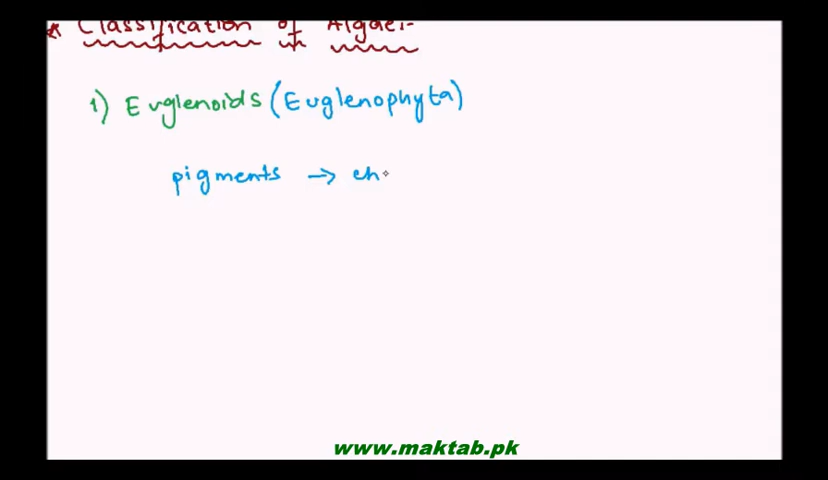 * Classification of Algae:-
1) Euglenoids (Euglenophyta)
pigments → ch
www.maktab.pk